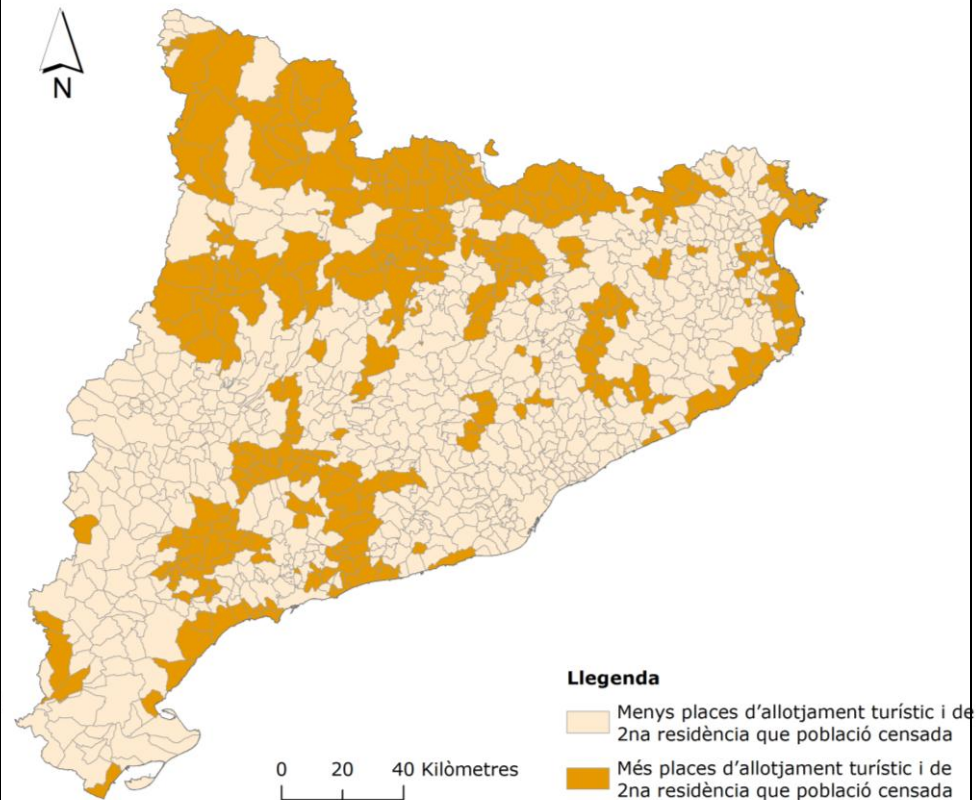 N
Llegenda
Menys places d'allotjament turístic i de
2na residència que població censada
Més places d'allotjament turístic i de
2na residència que població censada
0 20 40 Kilòmetres